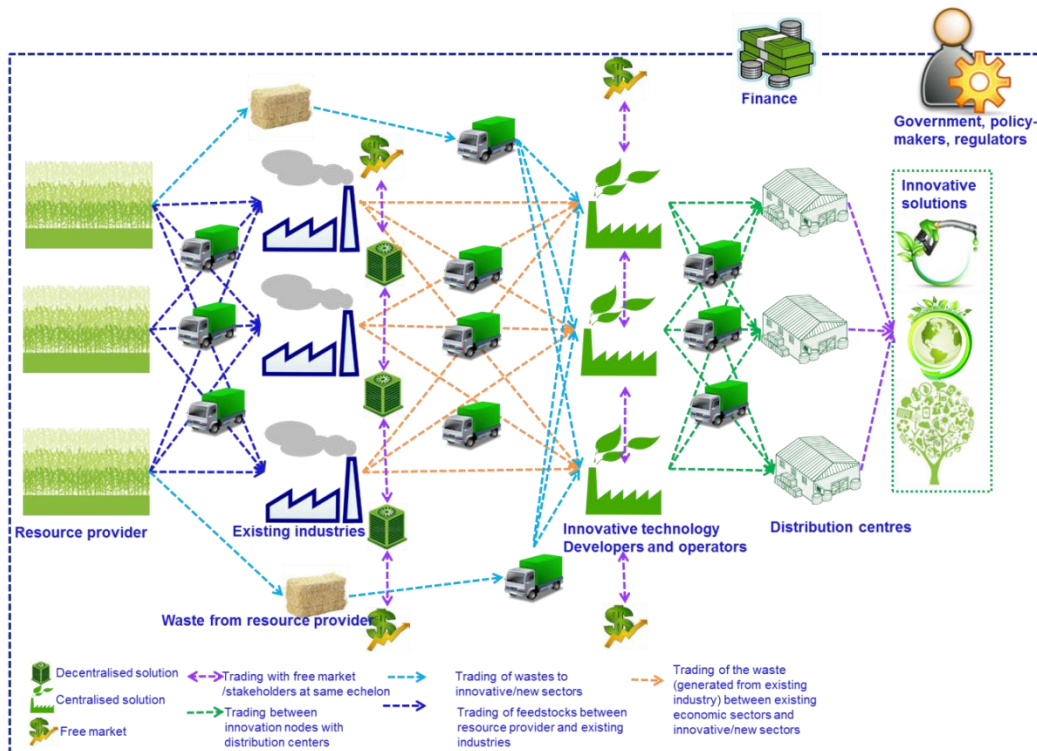 Finance
Government, policy-
makers, regulators
Innovative
solutions
Resource provider
Existing industries
Innovative technology
Developers and operators
Distribution centres
Waste from resource provider
Decentralised solution
Centralised solution
Free market
Trading with free market
/stakeholders at same echelon
Trading between
innovation nodes with
distribution centers
Trading of wastes to
innovative/new sectors
Trading of feedstocks between
resource provider and existing
industries
Trading of the waste
(generated from existing
industry) between existing
economic sectors and
innovative/new sectors